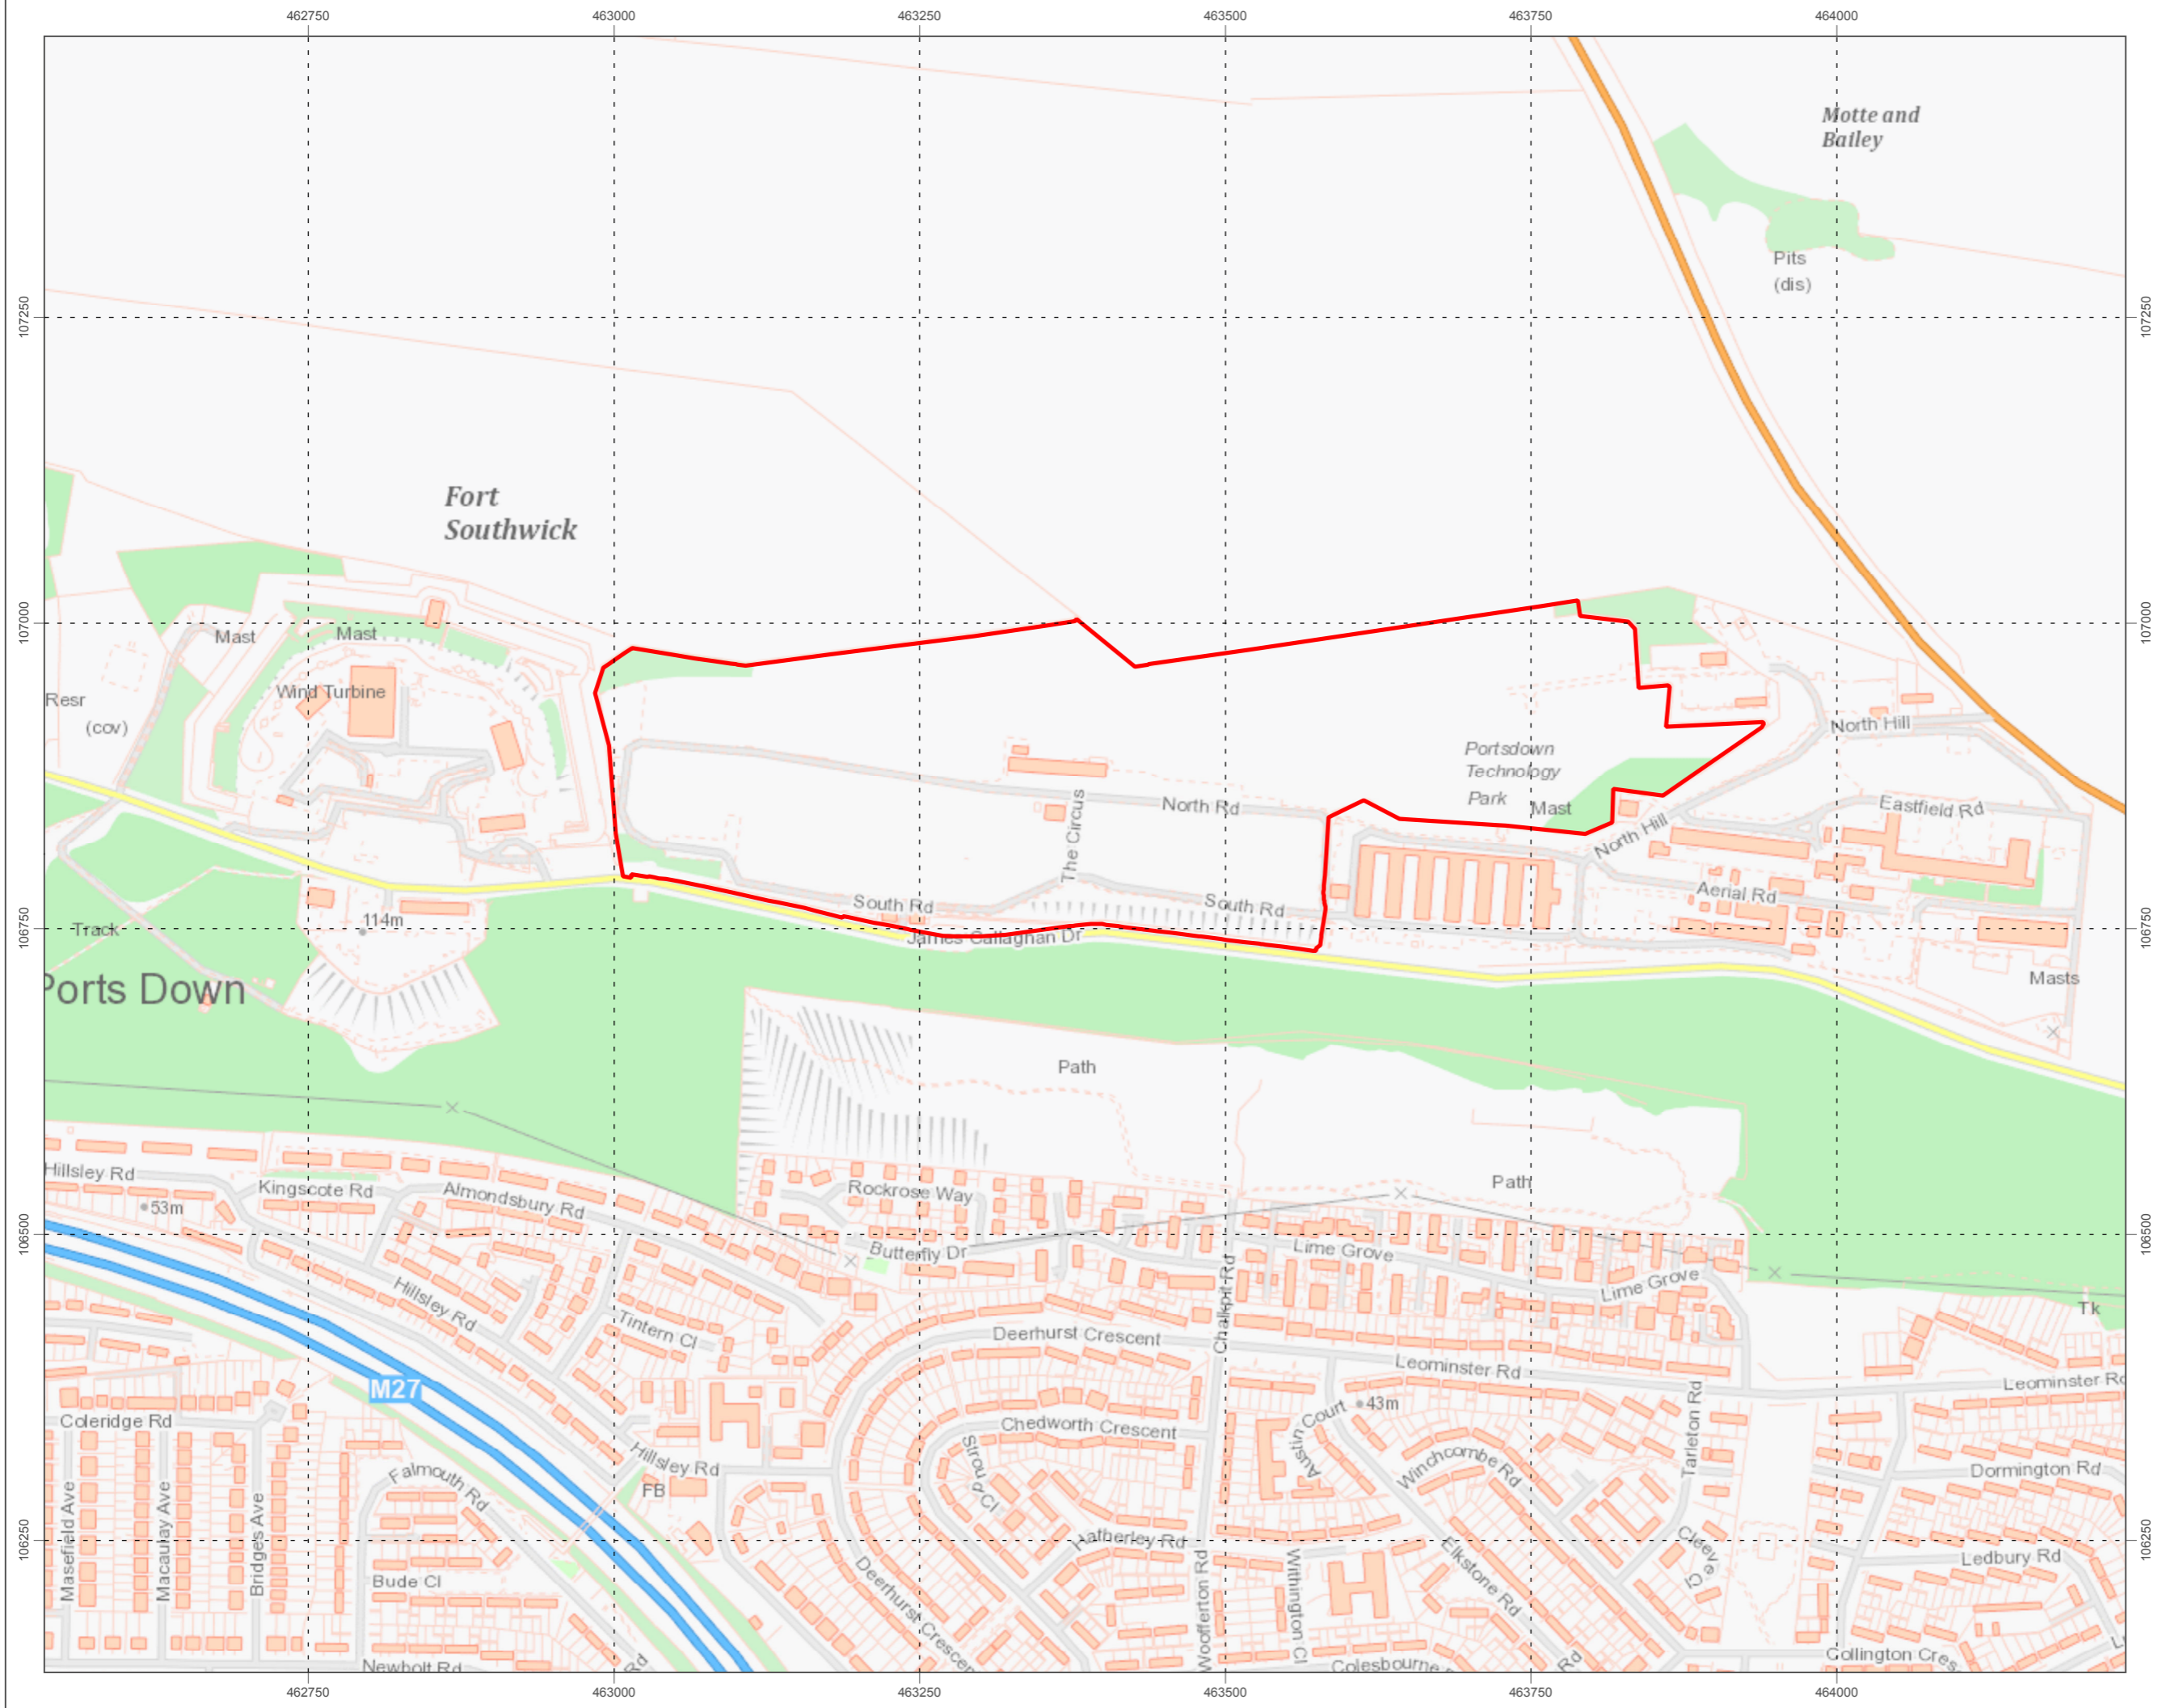 462750 463000 463250 463500 463750 464000
Motte and
Bailey
Pits
(dis)
107250 107250
Fort
Southwick
107000 107000
Mast Mast
Wind Turbine
Resr
(cov)
North Hill
Portsdown
Technology
Park
Mast
North Rd
The Circus
Eastfield Rd
North Hill
Aerial Rd
South Rd
South Rd
114m
Track
James Callaghan Dr
106750 106750
Masts
Ports Down
Path
Path
Hillsley Rd
Kingscote Rd
Almondsbury Rd
Rockrose Way
53m
106500 106500
Butterfly Dr
Lime Grove
Lime Grove
Hillsley Rd
Tintern Cl
Chalkpit Rd
Tk
Deerhurst Crescent
Leominster Rd
M27
Leominster Rd
Coleridge Rd
Chedworth Crescent
Austin Court
43m
Tarleton Rd
Stroud Cl
Hillsley Rd
FB
Winchcombe Rd
Dormington Rd
Falmouth Rd
Masefield Ave
Macaulay Ave
Bridges Ave
Hatherley Rd
106250 106250
Cleeve Cl
Ledbury Rd
Bude Cl
Deerhurst Crescen
Woofferton Rd
Withington Cl
Elkstone Rd
Newbolt Rd
Rd
Colesbourne
Rd
Collington Cres
462750 463000 463250 463500 463750 464000